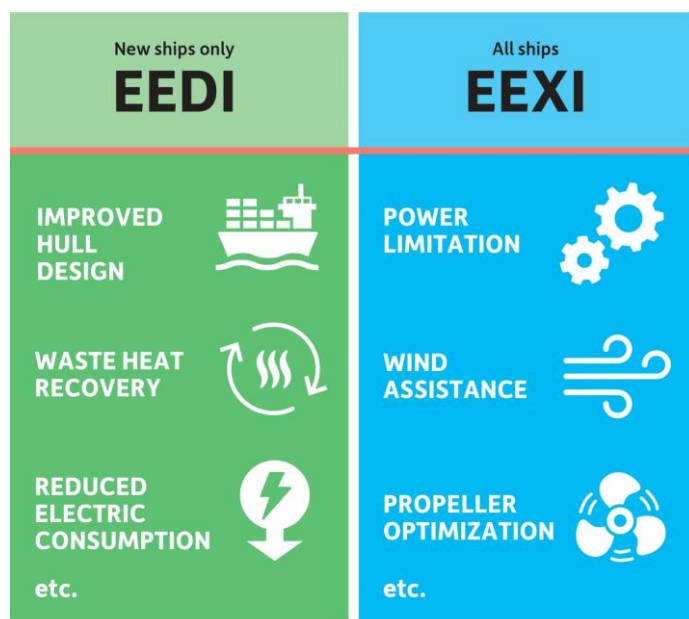 New ships only
EEDI
IMPROVED
HULL
DESIGN
WASTE HEAT
RECOVERY
REDUCED
ELECTRIC
CONSUMPTION
etc.
All ships
EEXI
POWER
LIMITATION
WIND
ASSISTANCE
PROPELLER
OPTIMIZATION
etc.